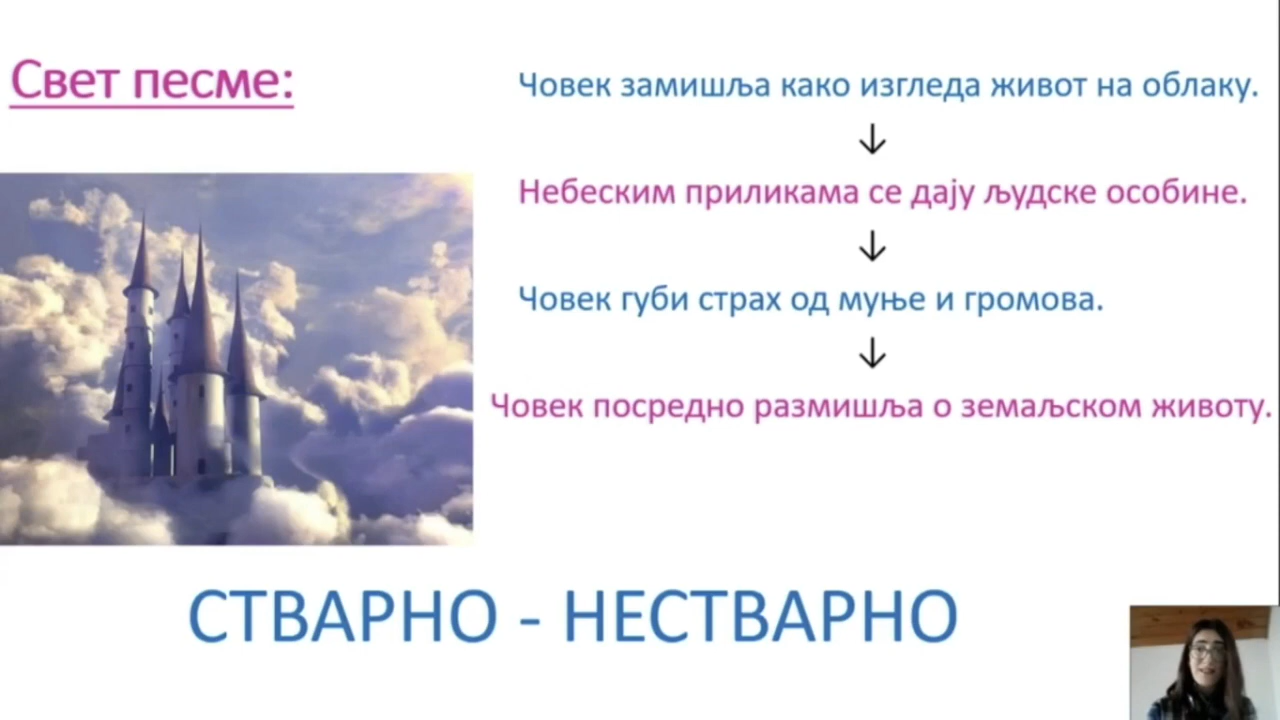 Свет песме:
Човек замишља како изгледа живот на облаку.
↓
Небеским приликама се дају људске особине.
↓
Човек губи страх од муње и громова.
↓
Човек посредно размишља о земаљском животу.
СТВАРНО - НЕСТВАРНО